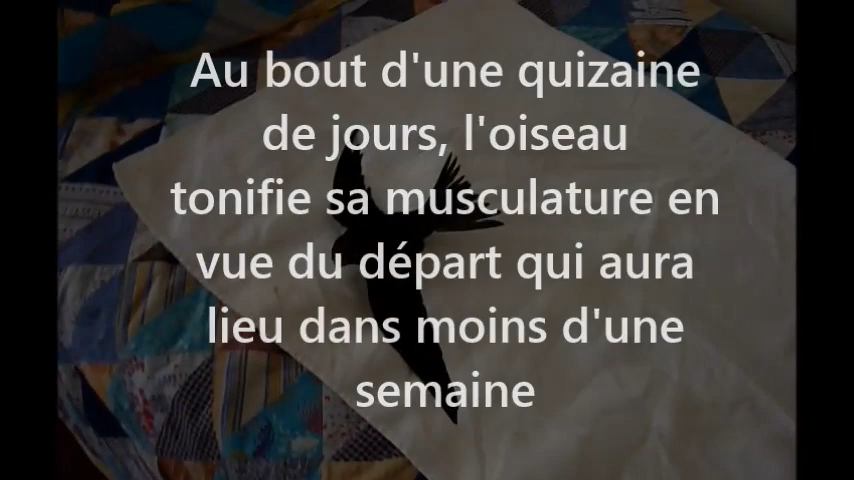 Au bout d'une quizaine
de jours, l'oiseau
tonifie sa musculature en
vue du départ qui aura
lieu dans moins d'une
semaine